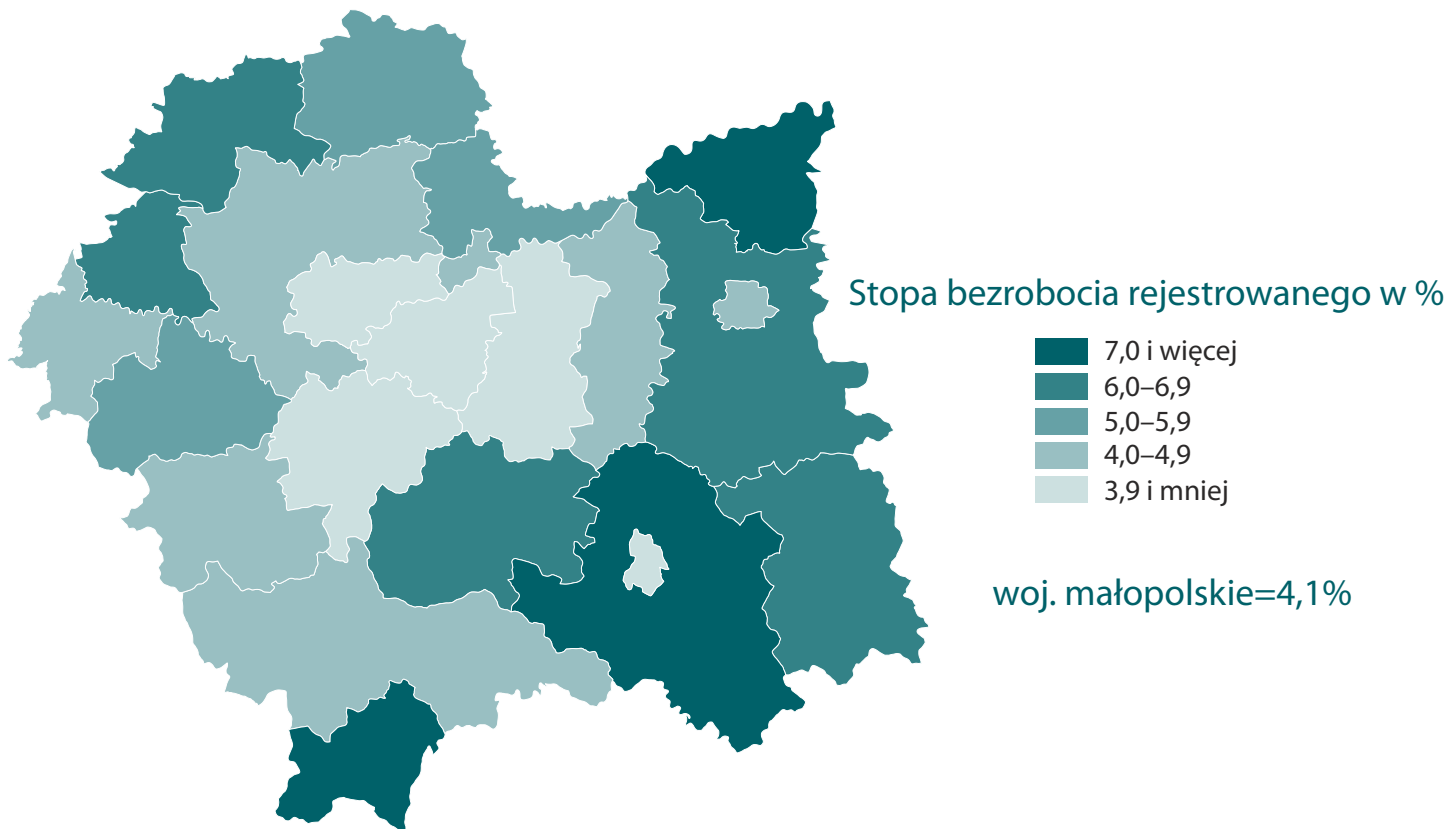 Stopa bezrobocia rejestrowanego w %
7,0 i więcej
6,0–6,9
5,0–5,9
4,0–4,9
3,9 i mniej
woj. małopolskie=4,1%